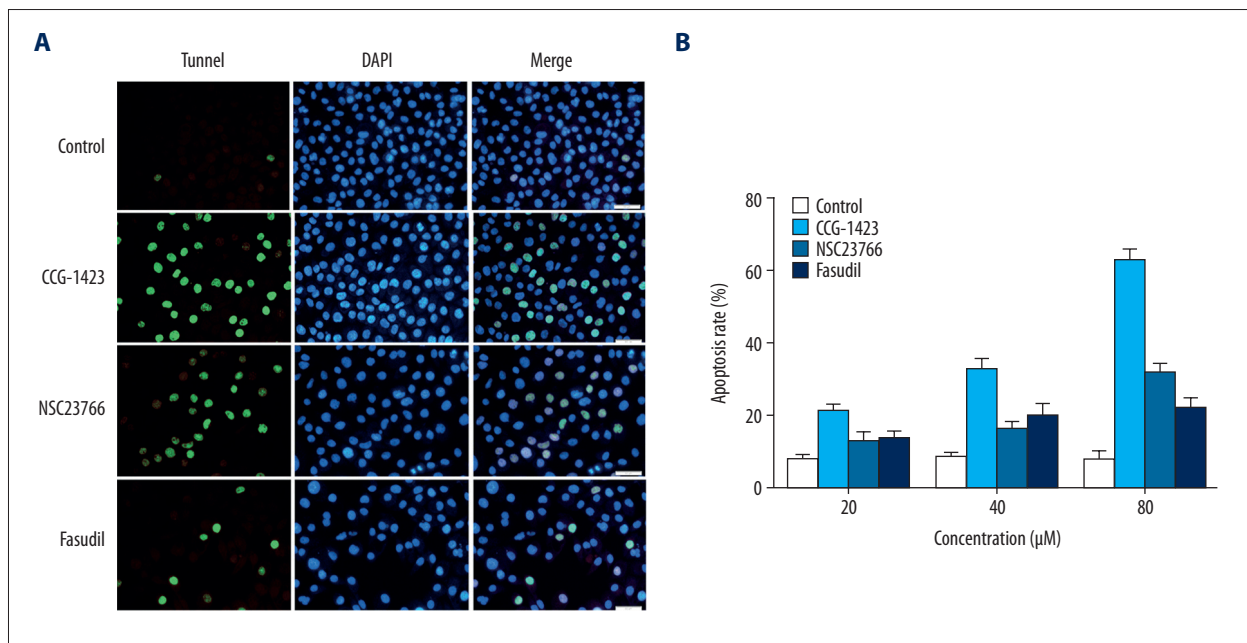 A
Tunnel DAPI Merge
Control
CCG-1423
NSC23766
Fasudil
B
Apoptosis rate (%)
80
60
40
20
0
Control
CCG-1423
NSC23766
Fasudil
20 40 80
Concentration (μM)